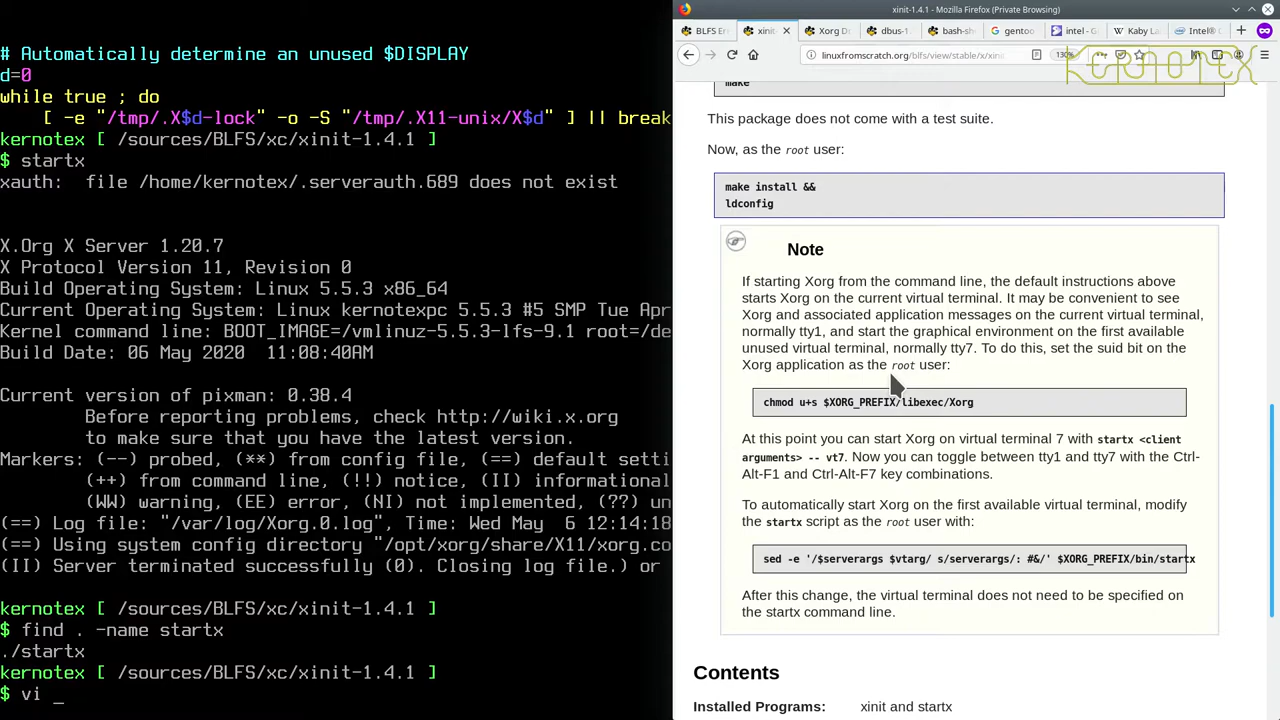 # Automatically determine an unused $DISPLAY
d=0
while true ; do
    [ -e "/tmp/.X$d-lock" -o -S "/tmp/.X11-unix/X$d" ] || break
kernotex [ /sources/BLFS/xc/xinit-1.4.1 ]
$ startx
xauth:  file /home/kernotex/.serverauth.689 does not exist
X.Org X Server 1.20.7
X Protocol Version 11, Revision 0
Build Operating System: Linux 5.5.3 x86_64
Current Operating System: Linux kernotexpc 5.5.3 #5 SMP Tue Apr
Kernel command line: BOOT_IMAGE=/vmlinuz-5.5.3-lfs-9.1 root=/de
Build Date: 06 May 2020  11:08:40AM
Current version of pixman: 0.38.4
        Before reporting problems, check http://wiki.x.org
        to make sure that you have the latest version.
Markers: (--) probed, (**) from config file, (==) default setti
        (++) from command line, (!!) notice, (II) informational
        (WW) warning, (EE) error, (NI) not implemented, (??) un
(==) Log file: "/var/log/Xorg.0.log", Time: Wed May  6 12:14:18
(==) Using system config directory "/opt/xorg/share/X11/xorg.co
(II) Server terminated successfully (0). Closing log file.) or
kernotex [ /sources/BLFS/xc/xinit-1.4.1 ]
$ find . -name startx
./startx
kernotex [ /sources/BLFS/xc/xinit-1.4.1 ]
$ vi _
xinit-1.4.1 - Mozilla Firefox (Private Browsing)
BLFS Er xinit- Xorg D dbus-1 bash-sh gentoo intel - G Kaby La Intel®
linuxfromscratch.org/blfs/view/stable/x/xinit 130%
KERNOTEX
make
This package does not come with a test suite.
Now, as the root user:
make install &&
ldconfig
Note
If starting Xorg from the command line, the default instructions above
starts Xorg on the current virtual terminal. It may be convenient to see
Xorg and associated application messages on the current virtual terminal,
normally tty1, and start the graphical environment on the first available
unused virtual terminal, normally tty7. To do this, set the suid bit on the
Xorg application as the root user:
chmod u+s $XORG_PREFIX/libexec/Xorg
At this point you can start Xorg on virtual terminal 7 with startx <client
arguments> -- vt7. Now you can toggle between tty1 and tty7 with the Ctrl-
Alt-F1 and Ctrl-Alt-F7 key combinations.
To automatically start Xorg on the first available virtual terminal, modify
the startx script as the root user with:
sed -e '/$serverargs $vtarg/ s/serverargs/: #&/' $XORG_PREFIX/bin/startx
After this change, the virtual terminal does not need to be specified on
the startx command line.
Contents
Installed Programs: xinit and startx